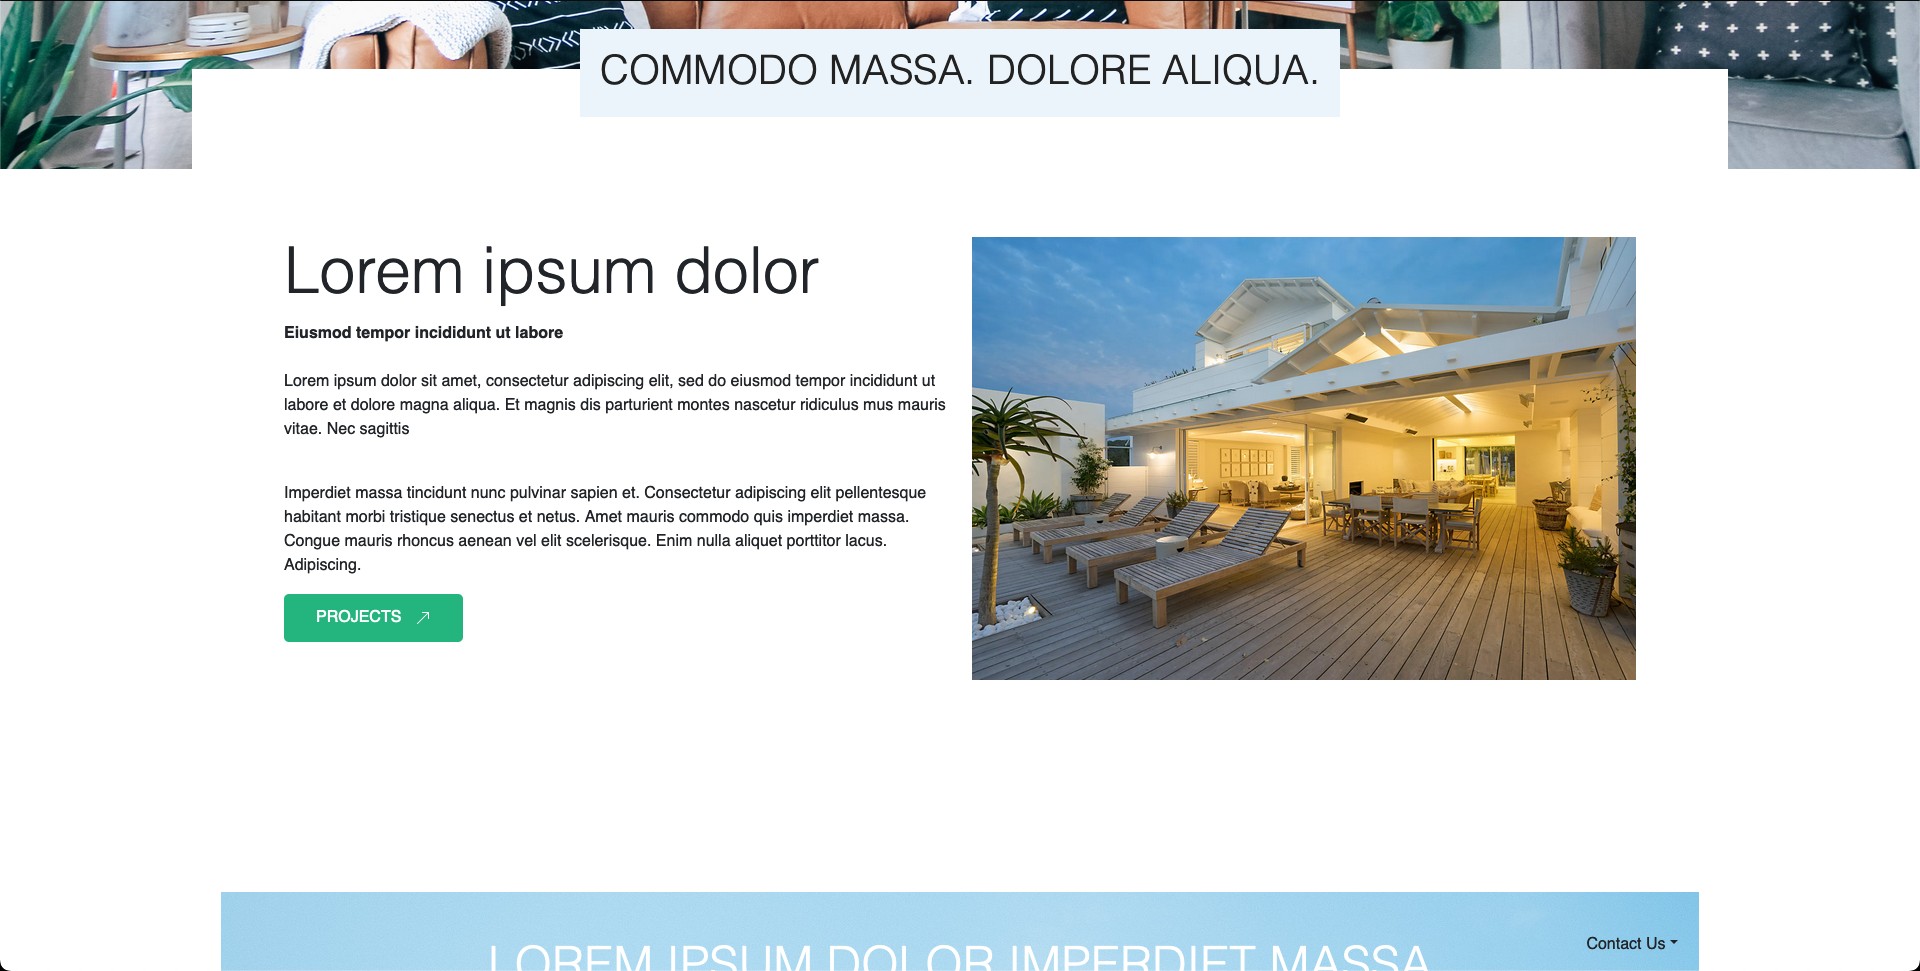 COMMODO MASSA. DOLORE ALIQUA.
Lorem ipsum dolor
Eiusmod tempor incididunt ut labore
Lorem ipsum dolor sit amet, consectetur adipiscing elit, sed do eiusmod tempor incididunt ut
labore et dolore magna aliqua. Et magnis dis parturient montes nascetur ridiculus mus mauris
vitae. Nec sagittis
Imperdiet massa tincidunt nunc pulvinar sapien et. Consectetur adipiscing elit pellentesque
habitant morbi tristique senectus et netus. Amet mauris commodo quis imperdiet massa.
Congue mauris rhoncus aenean vel elit scelerisque. Enim nulla aliquet porttitor lacus.
Adipiscing.
PROJECTS
LOREM IPSUM DOLOR IMPERDIET MASSA
Contact Us